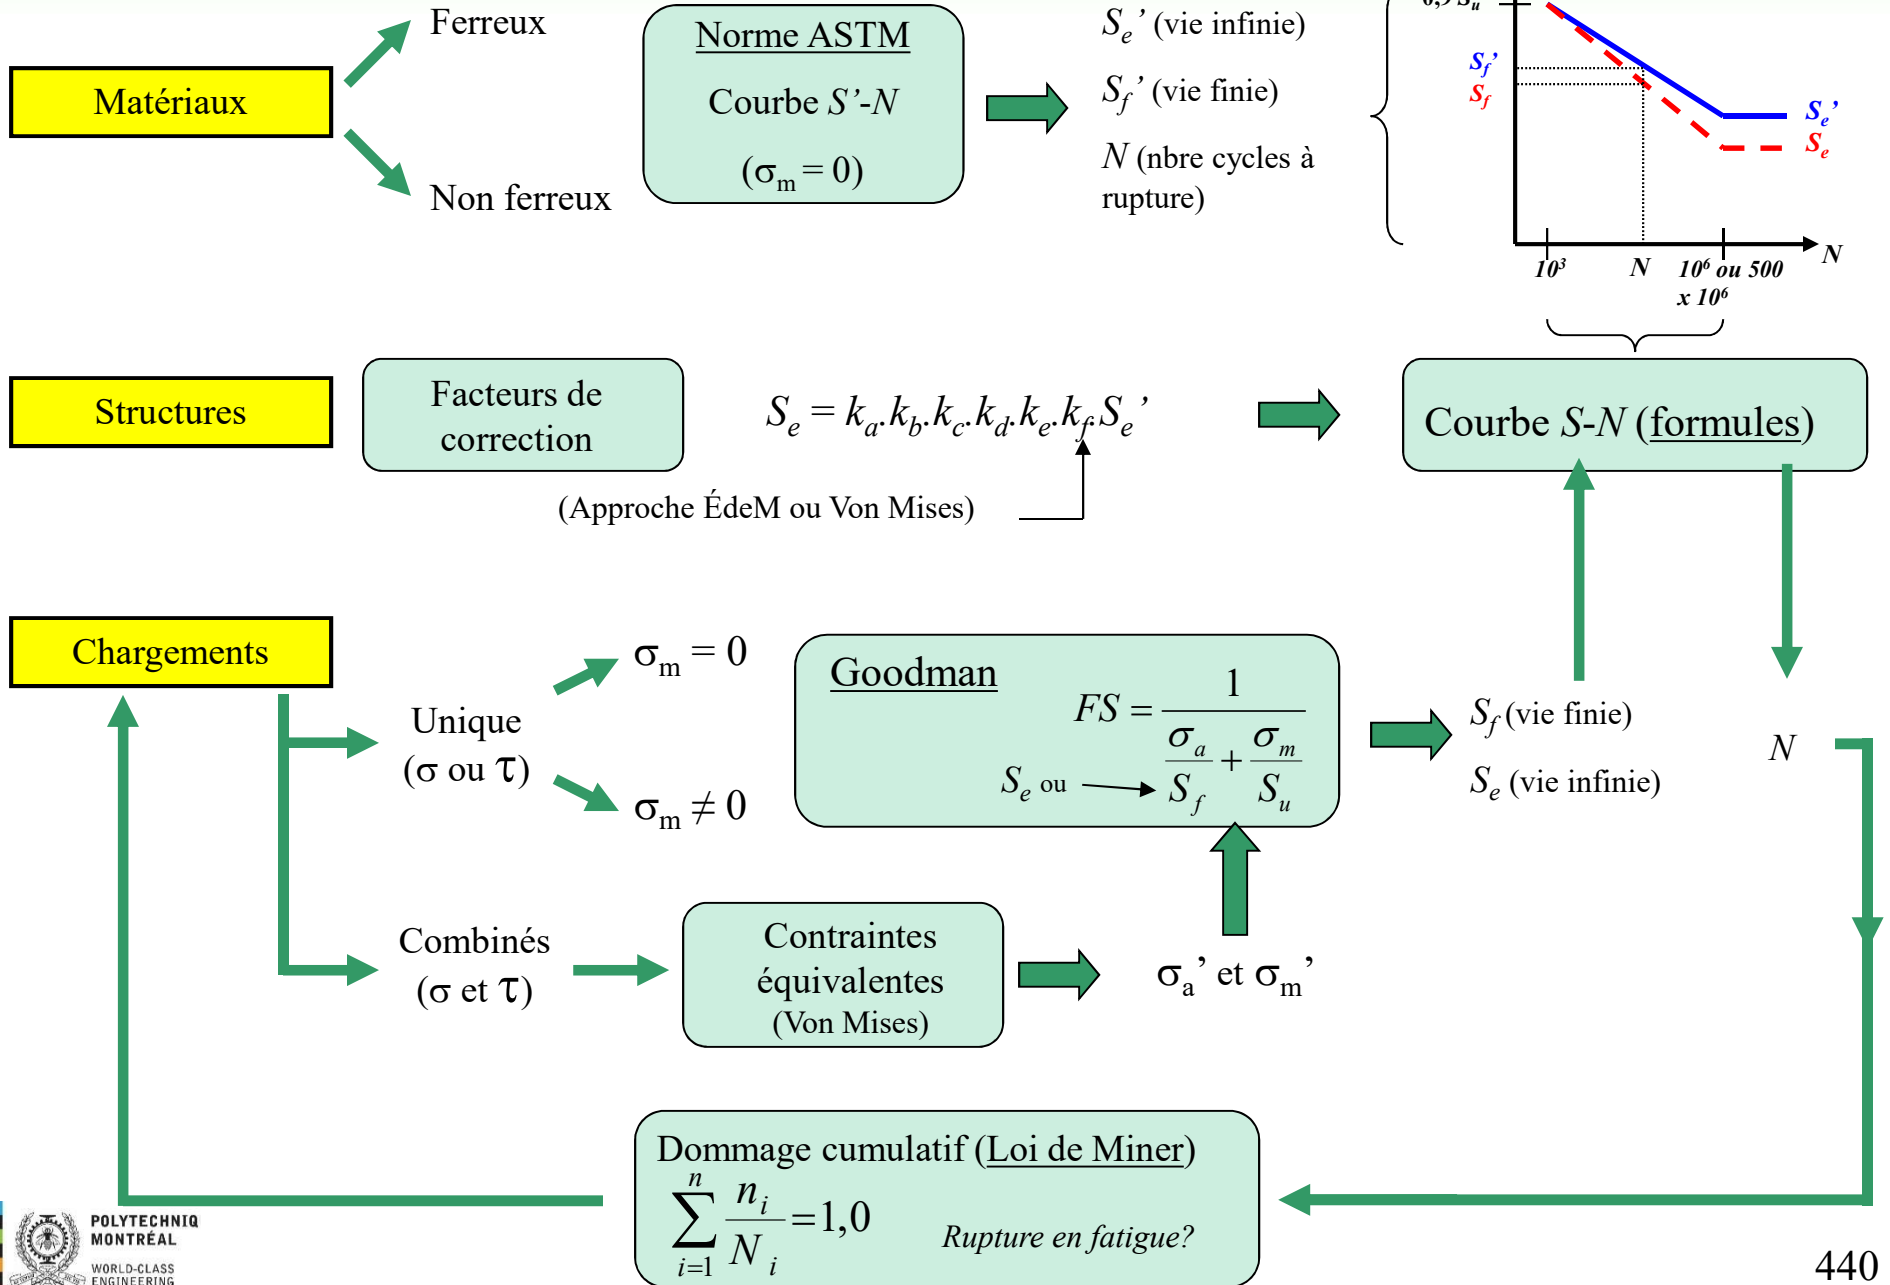 Ferreux
Matériaux
Non ferreux
Norme ASTM
Courbe S’-N
(σm = 0)
Se’ (vie infinie)
Sf’ (vie finie)
N (nbre cycles à
rupture)
Sf’
Sf
Se’
Se
10³ N 10⁶ ou 500
x 10⁶
N
Structures
Facteurs de
correction
Se = ka.kb.kc.kd.ke.kf.Se’
(Approche ÉdeM ou Von Mises)
Courbe S-N (formules)
Chargements
Unique
(σ ou τ)
σm = 0
σm ≠ 0
Goodman
FS = 1 / (σa/Sf + σm/Su)
Se ou
Sf (vie finie)
Se (vie infinie)
N
Combinés
(σ et τ)
Contraintes
équivalentes
(Von Mises)
σa’ et σm’
Dommage cumulatif (Loi de Miner)
n
∑ ni/Ni = 1,0
i=1
Rupture en fatigue?
POLYTECHNIQ
MONTRÉAL
WORLD-CLASS
ENGINEERING
440